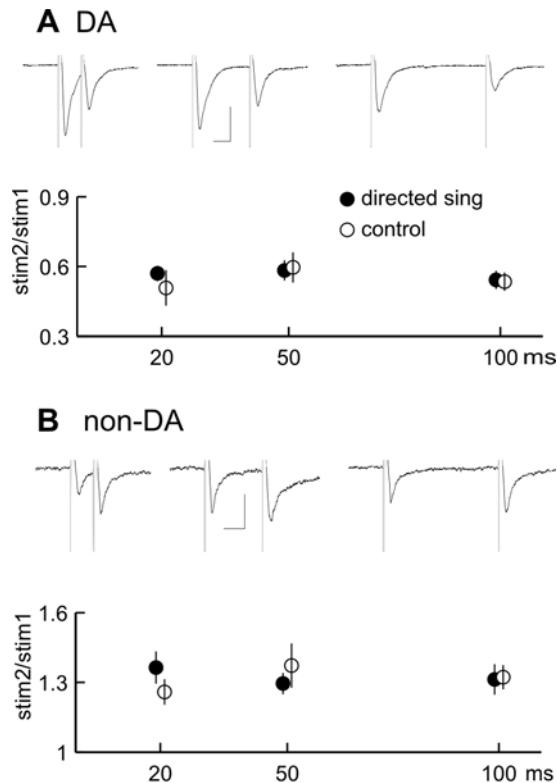 A DA
stim2/stim1
0.9
0.6
0.3
directed sing
control
20 50 100 ms
B non-DA
stim2/stim1
1.6
1.3
1
20 50 100 ms